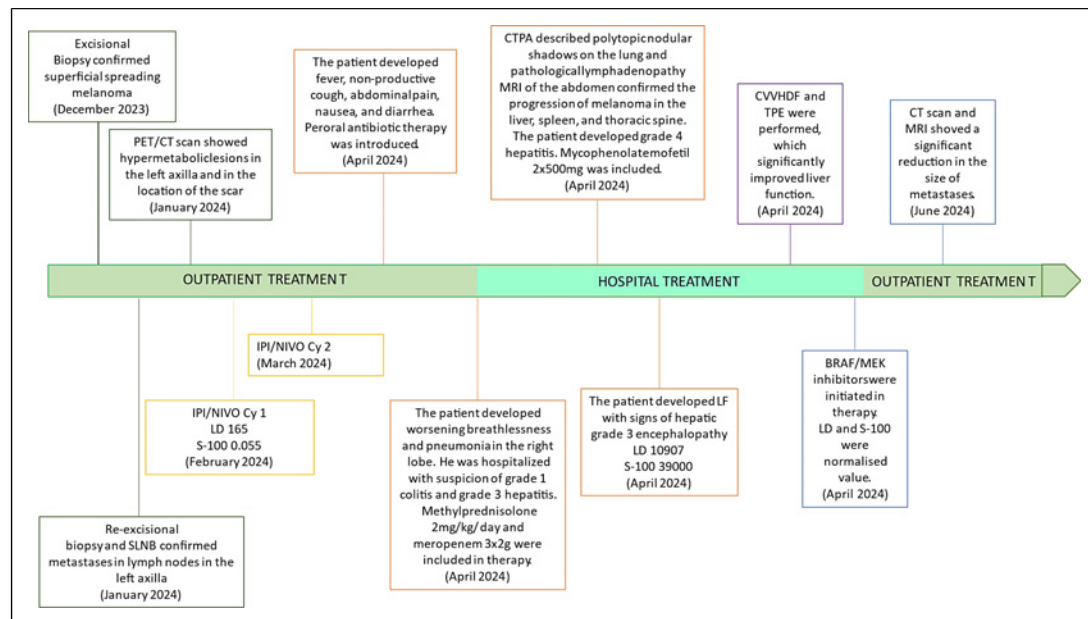 Excisional
Biopsy confirmed
superficial spreading
melanoma
(December 2023)
PET/CT scan showed
hypermetaboliclesions in
the left axilla and in the
location of the scar
(January 2024)
The patient developed
fever, non-productive
cough, abdominalpain,
nausea, and diarrhea.
Peroral antibiotic therapy
was introduced.
(April 2024)
CTPA described polytopic nodular
shadows on the lung and
pathologicallymphadenopathy
MRI of the abdomen confirmed the
progression of melanoma in the
liver, spleen, and thoracic spine.
The patient developed grade 4
hepatitis. Mycophenolatemofetil
2x500mg was included.
(April 2024)
CVVHDF and
TPE were
performed,
which
significantly
improved liver
function.
(April 2024)
CT scan and
MRI shoved a
significant
reduction in the
size of
metastases.
(June 2024)
OUTPATIENT TREATMENT
HOSPITAL TREATMENT
OUTPATIENT TREATMENT
Re-excisional
biopsy and SLNB confirmed
metastases in lymph nodes in the
left axilla
(January 2024)
IPI/NIVO Cy 1
LD 165
S-100 0.055
(February 2024)
IPI/NIVO Cy 2
(March 2024)
The patient developed
worsening breathlessness
and pneumonia in the right
lobe. He was hospitalized
with suspicion of grade 1
colitis and grade 3 hepatitis.
Methylprednisolone
2mg/kg/ day and
meropenem 3x2g were
included in therapy.
(April 2024)
The patient developed LF
with signs of hepatic
grade 3 encephalopathy
LD 10907
S-100 39000
(April 2024)
BRAF/MEK
inhibitorswere
initiated in
therapy.
LD and S-100
were
normalised
value.
(April 2024)